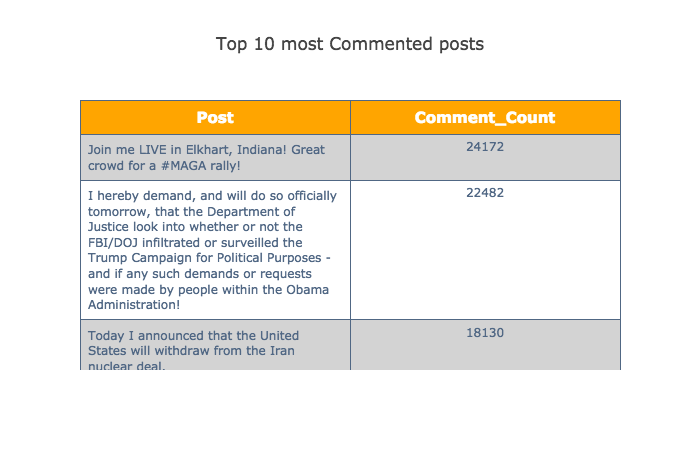 Top 10 most Commented posts
Post Comment_Count
Join me LIVE in Elkhart, Indiana! Great 24172
crowd for a #MAGA rally!
I hereby demand, and will do so officially 22482
tomorrow, that the Department of
Justice look into whether or not the
FBI/DOJ infiltrated or surveilled the
Trump Campaign for Political Purposes -
and if any such demands or requests
were made by people within the Obama
Administration!
Today I announced that the United 18130
States will withdraw from the Iran
nuclear deal.